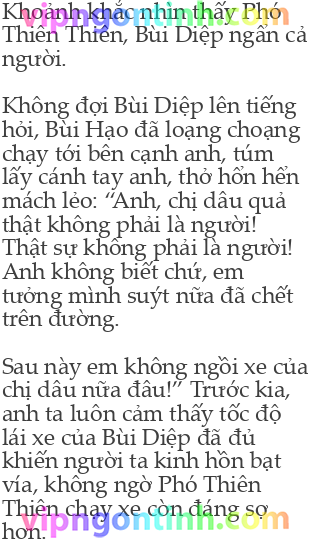 Khoảnh khắc nhìn thấy Phó
Thiên Thiên, Bùi Diệp ngẩn cả
người.
Không đợi Bùi Diệp lên tiếng
hỏi, Bùi Hạo đã loạng choạng
chạy tới bên cạnh anh, túm
lấy cánh tay anh, thở hổn hển
mách lẻo: “Anh, chị dâu quả
thật không phải là người!
Thật sự không phải là người!
Anh không biết chứ, em
tưởng mình suýt nữa đã chết
trên đường.
Sau này em không ngồi xe của
chị dâu nữa đâu!” Trước kia,
anh ta luôn cảm thấy tốc độ
lái xe của Bùi Diệp đã đủ
khiến người ta kinh hồn bạt
vía, không ngờ Phó Thiên
Thiên chạy xe còn đáng sợ
hơn.
vipngontinh.com
vipngontinh.com